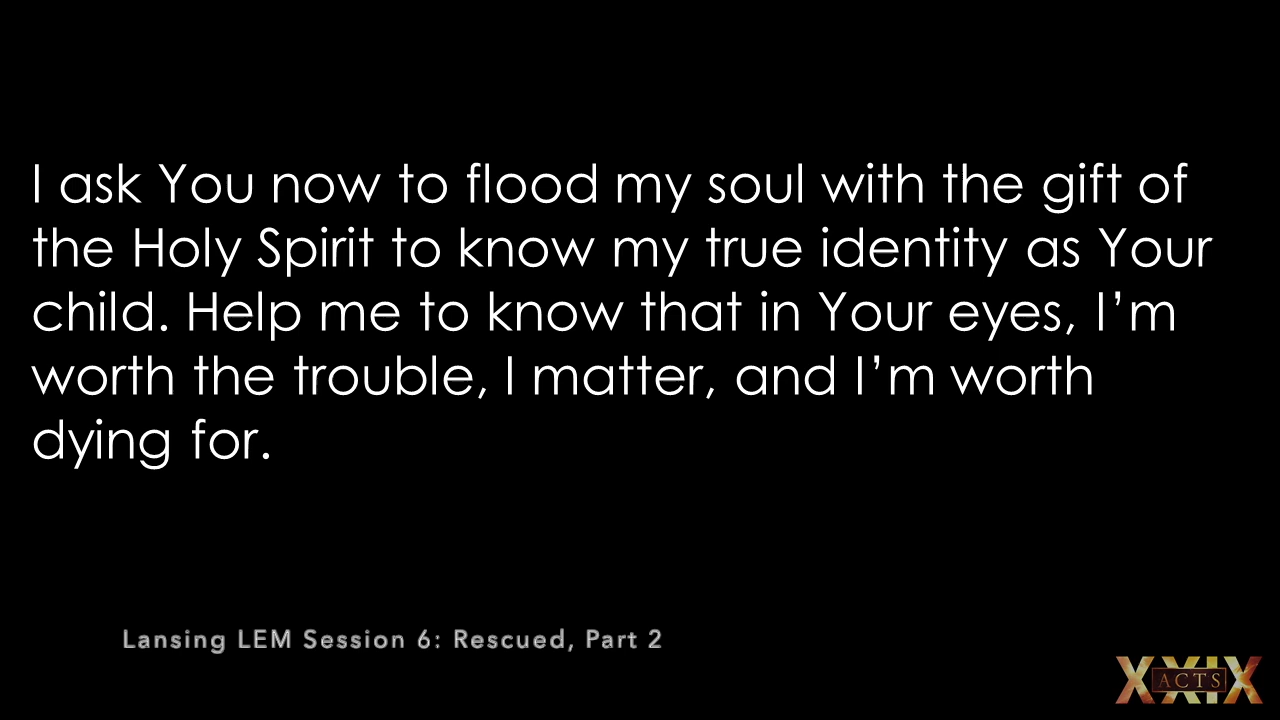 I ask You now to flood my soul with the gift of
the Holy Spirit to know my true identity as Your
child. Help me to know that in Your eyes, I’m
worth the trouble, I matter, and I’m worth
dying for.
Lansing LEM Session 6: Rescued, Part 2
XXIX
ACTS